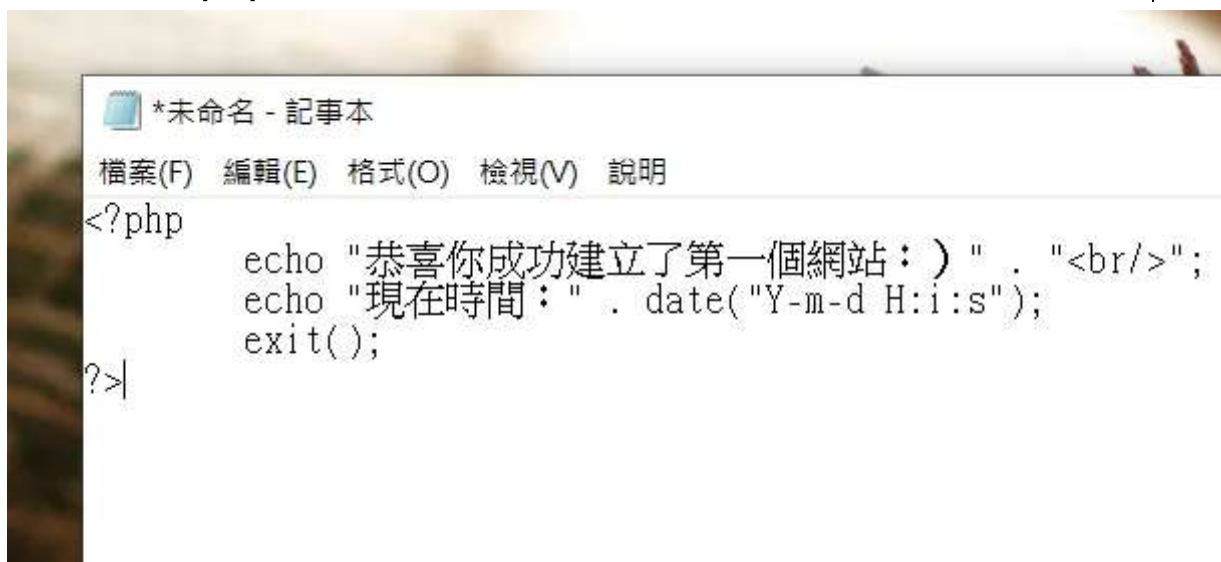 *未命名 - 記事本
檔案(F) 編輯(E) 格式(O) 檢視(V) 說明
<?php
echo "恭喜你成功建立了第一個網站：）" . "<br/>";
echo "現在時間：" . date("Y-m-d H:i:s");
exit();
?>